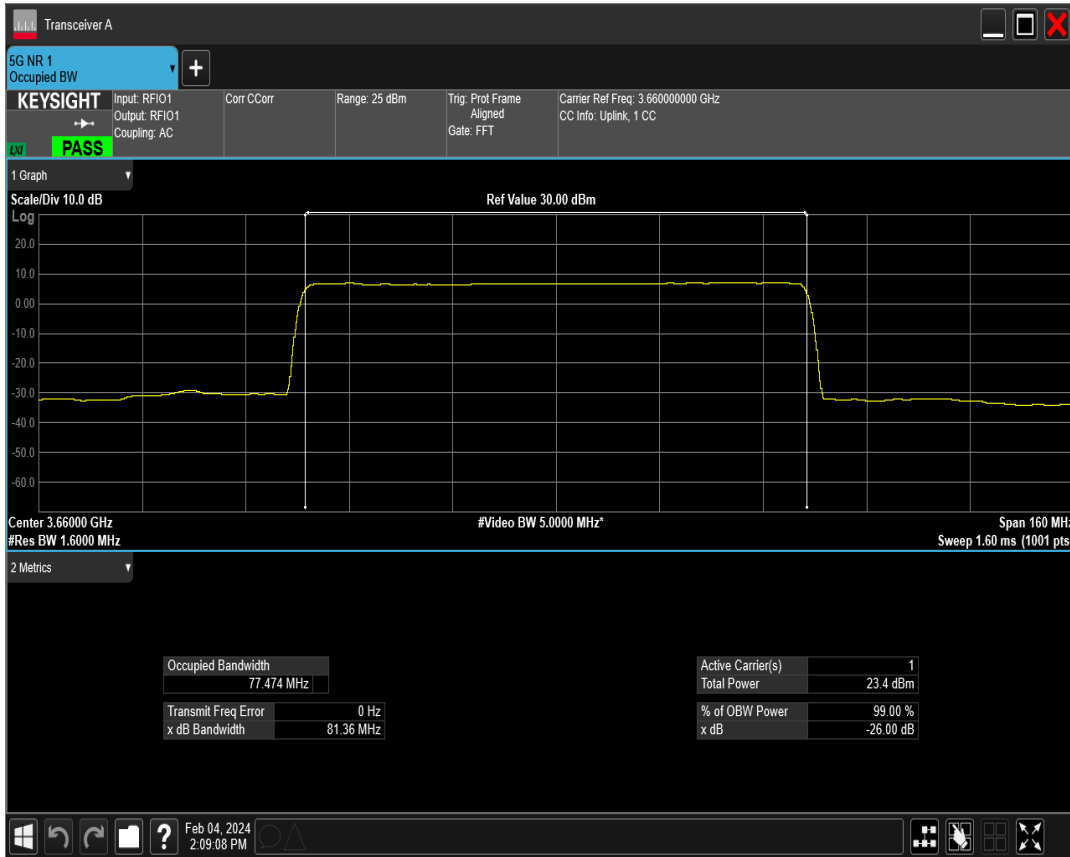 Transceiver A
5G NR 1
Occupied BW
+
KEYSIGHT
LXI
PASS
Input: RFIO1
Output: RFIO1
Coupling: AC
Corr CCorr
Range: 25 dBm
Trig: Prot Frame
Aligned
Gate: FFT
Carrier Ref Freq: 3.660000000 GHz
CC Info: Uplink, 1 CC
1 Graph
Scale/Div 10.0 dB
Ref Value 30.00 dBm
Log
20.0
10.0
0.00
-10.0
-20.0
-30.0
-40.0
-50.0
-60.0
Center 3.66000 GHz
#Video BW 5.0000 MHz*
Span 160 MHz
#Res BW 1.6000 MHz
Sweep 1.60 ms (1001 pts
2 Metrics
Occupied Bandwidth
77.474 MHz
Transmit Freq Error 0 Hz
x dB Bandwidth 81.36 MHz
Active Carrier(s) 1
Total Power 23.4 dBm
% of OBW Power 99.00 %
x dB -26.00 dB
?
Feb 04, 2024
2:09:08 PM